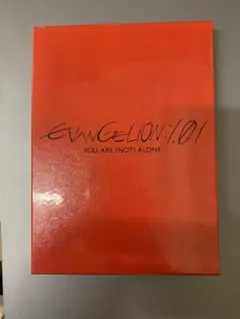 EVANGELION:1.01
YOU ARE (NOT) ALONE.